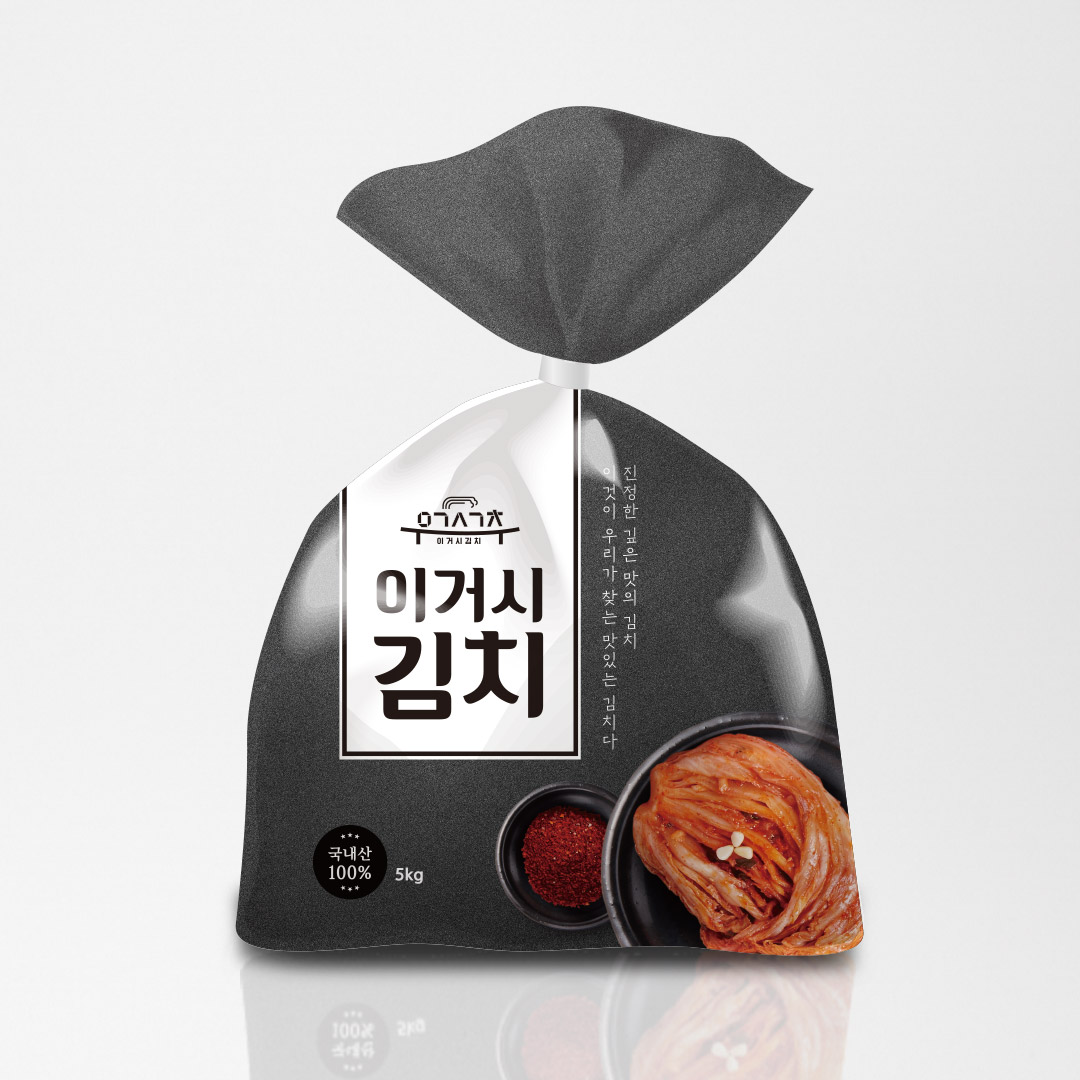 이거시김치
이거시
김치
진정한 깊은 맛의 김치
이것이 우리가 찾는 맛있는 김치다
국내산
100%
5kg